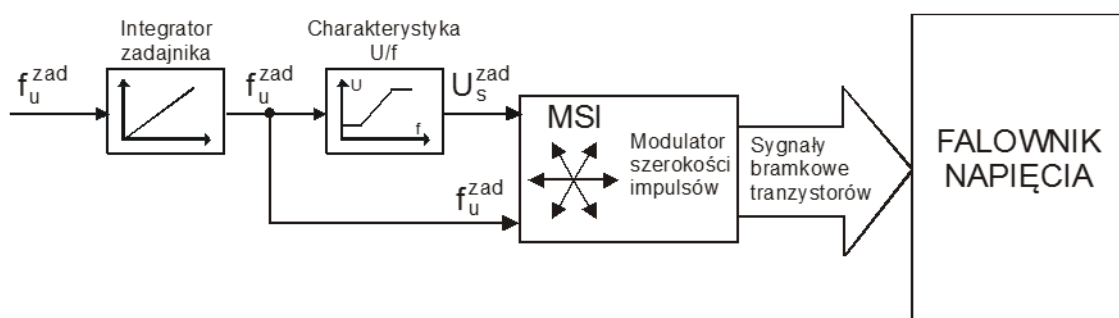 Integrator
zadajnika
Charakterystyka
U/f
f_u^zad
f_u^zad
U
f
U_s^zad
f_u^zad
MSI
Modulator
szerokości
impulsów
Sygnały
bramkowe
tranzystorów
FALOWNIK
NAPIĘCIA